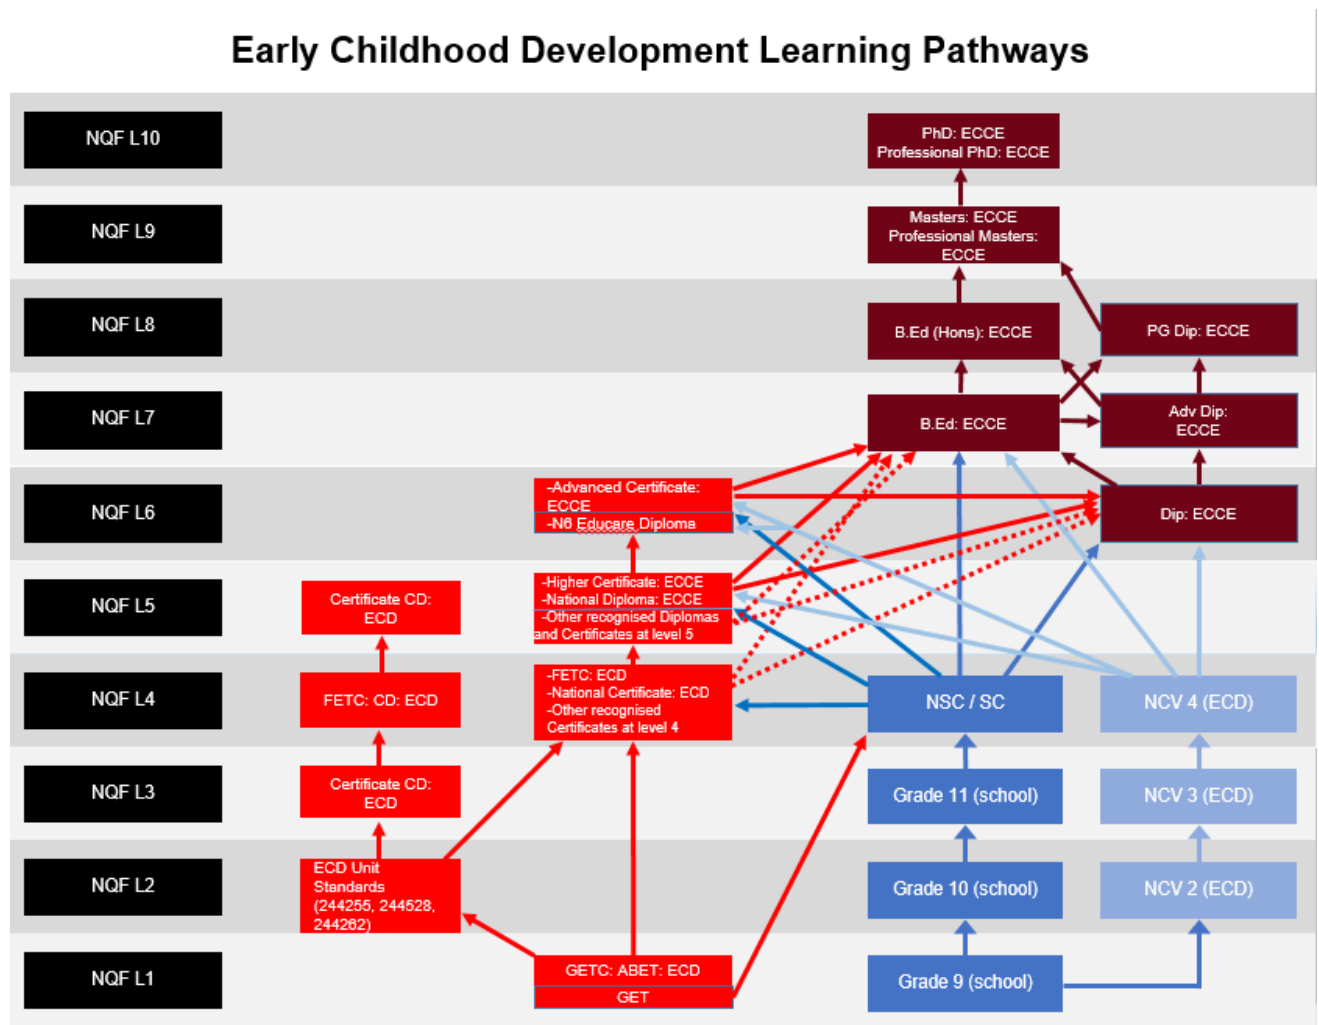 Early Childhood Development Learning Pathways
NQF L10
PhD: ECCE
Professional PhD: ECCE
NQF L9
Masters: ECCE
Professional Masters:
ECCE
NQF L8
B.Ed (Hons): ECCE
PG Dip: ECCE
NQF L7
B.Ed: ECCE
Adv Dip:
ECCE
NQF L6
-Advanced Certificate:
ECCE
-N6 Educare Diploma
Dip: ECCE
NQF L5
Certificate CD:
ECD
-Higher Certificate: ECCE
-National Diploma: ECCE
-Other recognised Diplomas
and Certificates at level 5
NQF L4
FETC: CD: ECD
-FETC: ECD
-National Certificate: ECD
-Other recognised
Certificates at level 4
NSC / SC
NCV 4 (ECD)
NQF L3
Certificate CD:
ECD
Grade 11 (school)
NCV 3 (ECD)
NQF L2
ECD Unit
Standards
(244255, 244528,
244262)
Grade 10 (school)
NCV 2 (ECD)
NQF L1
GETC: ABET: ECD
GET
Grade 9 (school)